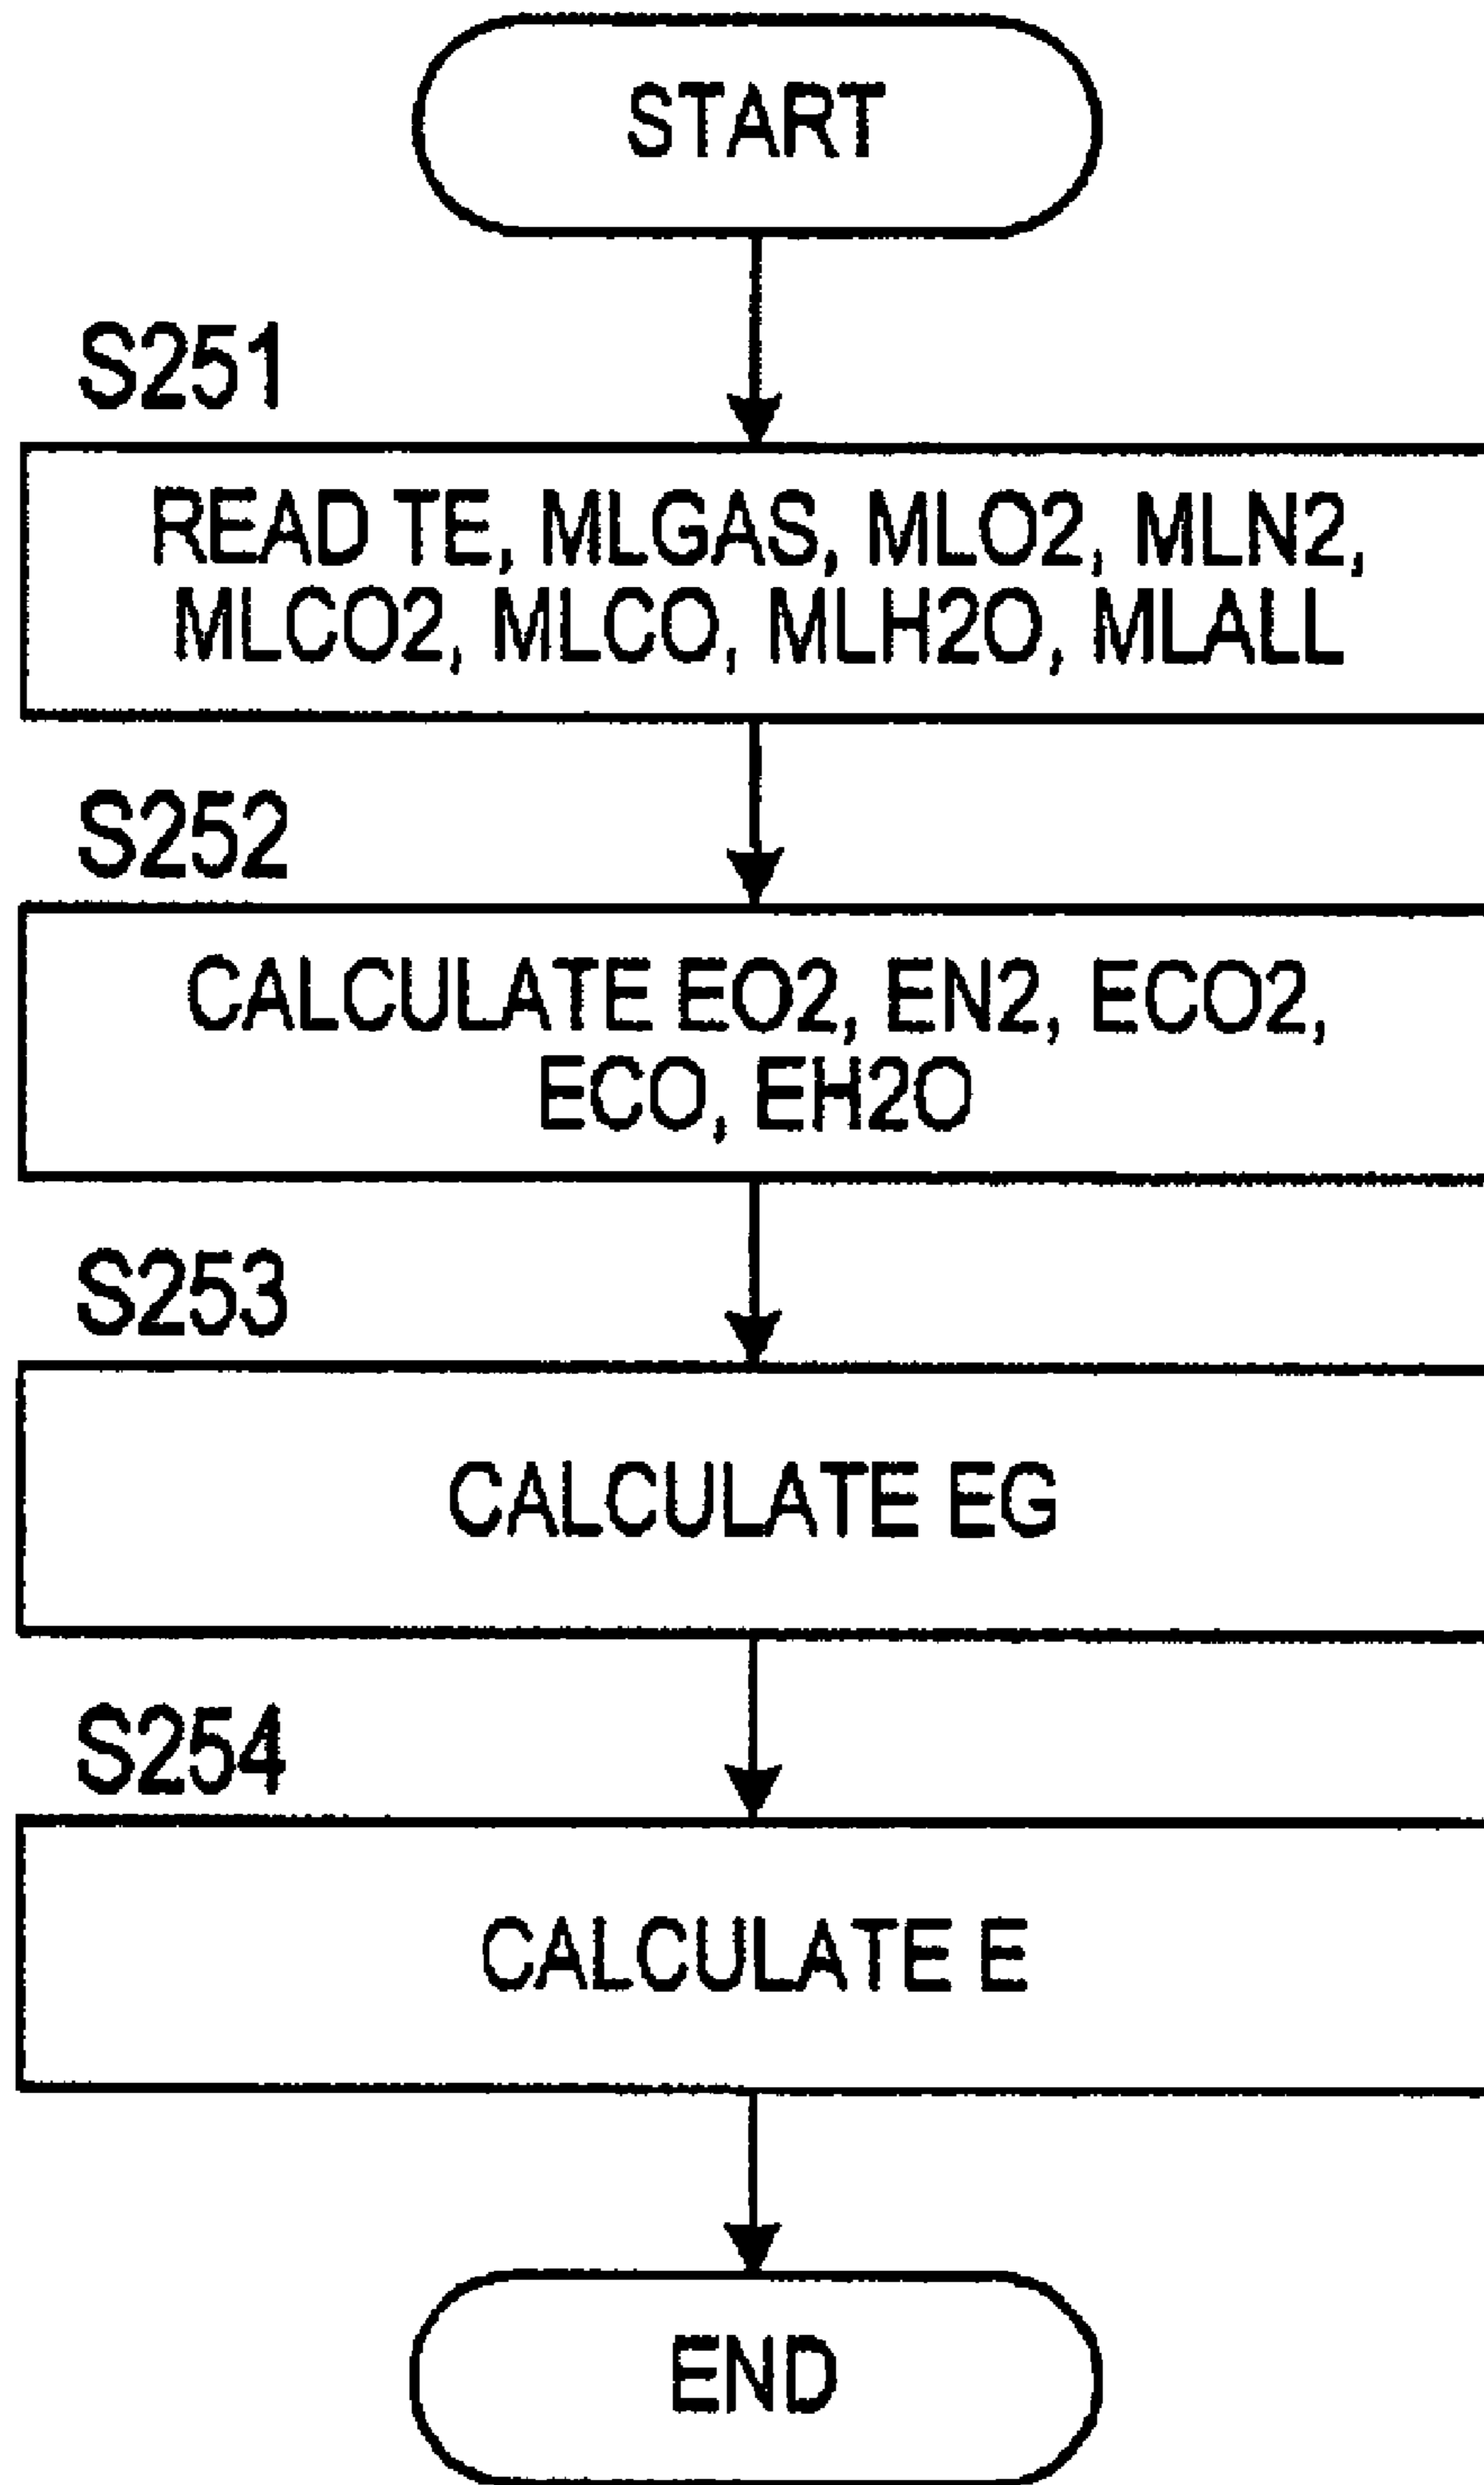 START
S251
READ TE, MLGAS, MLO2, MLN2,
MLCO2, MLCO, MLH2O, MLALL
S252
CALCULATE EO2, EN2, ECO2,
ECO, EH2O
S253
CALCULATE EG
S254
CALCULATE E
END